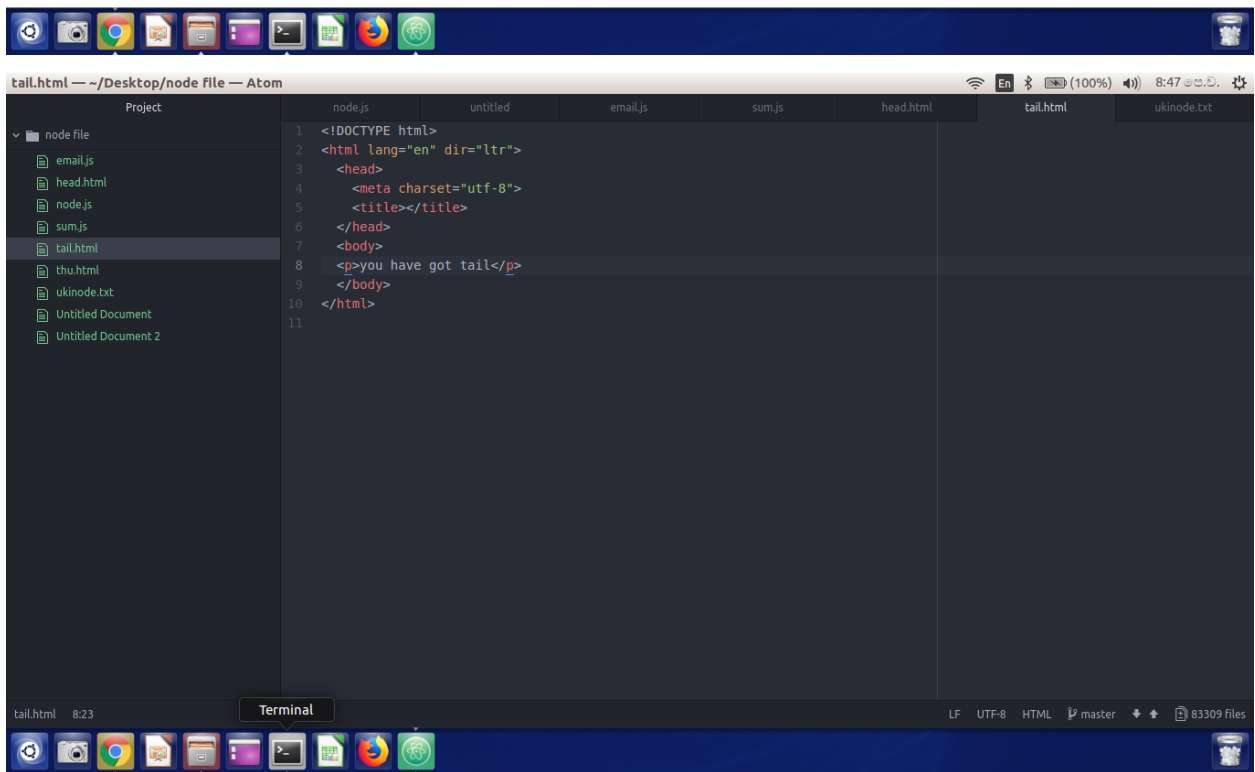 tail.html — ~/Desktop/node file — Atom
En (100%) 8:47 පෙ.ව.
Project
node.js untitled email.js sum.js head.html tail.html ukinode.txt
node file
email.js
head.html
node.js
sum.js
tail.html
thu.html
ukinode.txt
Untitled Document
Untitled Document 2
1 <!DOCTYPE html>
2 <html lang="en" dir="ltr">
3 <head>
4 <meta charset="utf-8">
5 <title></title>
6 </head>
7 <body>
8 <p>you have got tail</p>
9 </body>
10 </html>
11
Terminal
tail.html 8:23
LF UTF-8 HTML master 83309 files